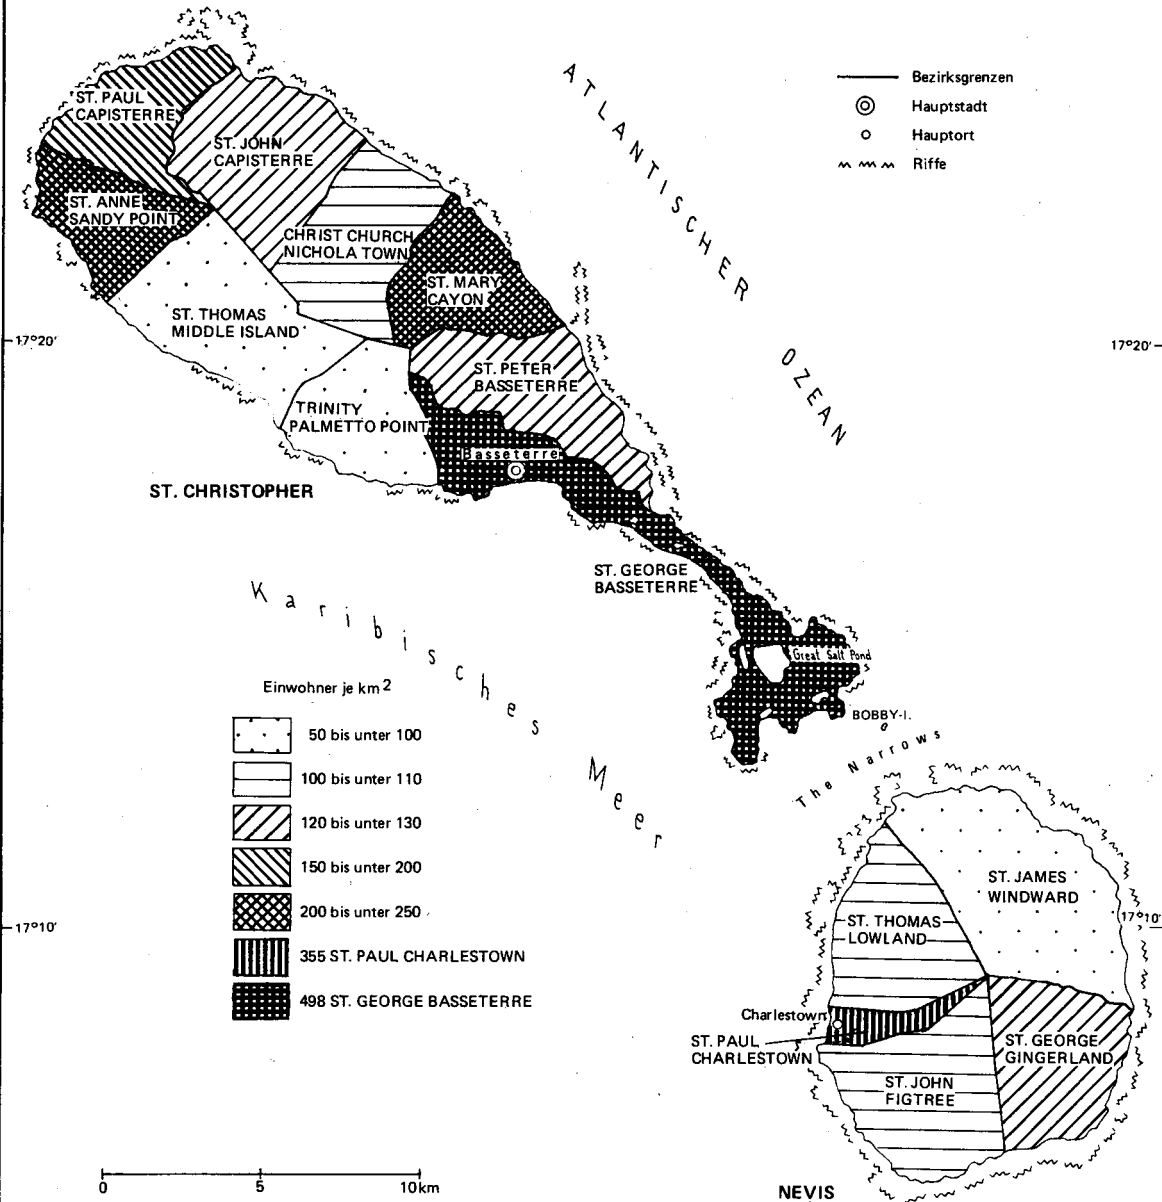 ATLANTISCHER OZEAN
Bezirksgrenzen
Hauptstadt
Hauptort
Riffe
ST. PAUL
CAPISTERRE
ST. JOHN
CAPISTERRE
ST. ANNE
SANDY POINT
CHRIST CHURCH
NICHOLA TOWN
ST. MARY
CAYON
ST. THOMAS
MIDDLE ISLAND
17°20'
17°20'
ST. PETER
BASSETERRE
TRINITY
PALMETTO POINT
Basseterre
ST. CHRISTOPHER
ST. GEORGE
BASSETERRE
Karibisches Meer
Great Salt Pond
BOBBY-I.
The Narrows
Einwohner je km2
50 bis unter 100
100 bis unter 110
120 bis unter 130
150 bis unter 200
200 bis unter 250
355 ST. PAUL CHARLESTOWN
498 ST. GEORGE BASSETERRE
17°10'
17°10'
ST. JAMES
WINDWARD
ST. THOMAS
LOWLAND
Charlestown
ST. PAUL
CHARLESTOWN
ST. GEORGE
GINGERLAND
ST. JOHN
FIGTREE
0 5 10km
NEVIS